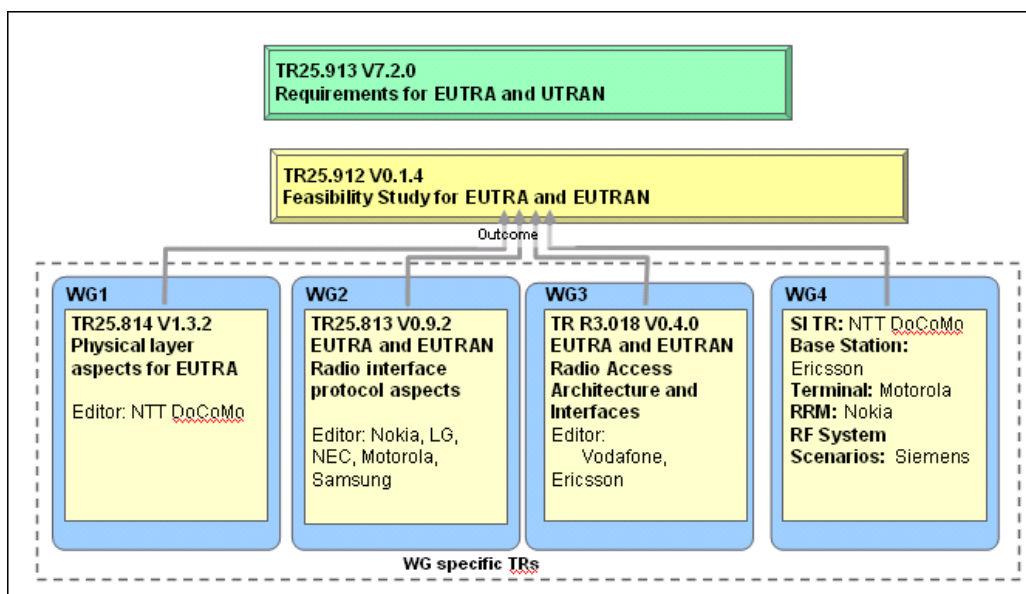 TR25.913 V7.2.0
Requirements for EUTRA and UTRAN
TR25.912 V0.1.4
Feasibility Study for EUTRA and EUTRAN
Outcome
WG1
TR25.814 V1.3.2
Physical layer
aspects for EUTRA
Editor: NTT DoCoMo
WG2
TR25.813 V0.9.2
EUTRA and EUTRAN
Radio interface
protocol aspects
Editor: Nokia, LG,
NEC, Motorola,
Samsung
WG3
TR R3.018 V0.4.0
EUTRA and EUTRAN
Radio Access
Architecture and
Interfaces
Editor:
Vodafone,
Ericsson
WG4
SI TR: NTT DoCoMo
Base Station:
Ericsson
Terminal: Motorola
RRM: Nokia
RF System
Scenarios: Siemens
WG specific TRs